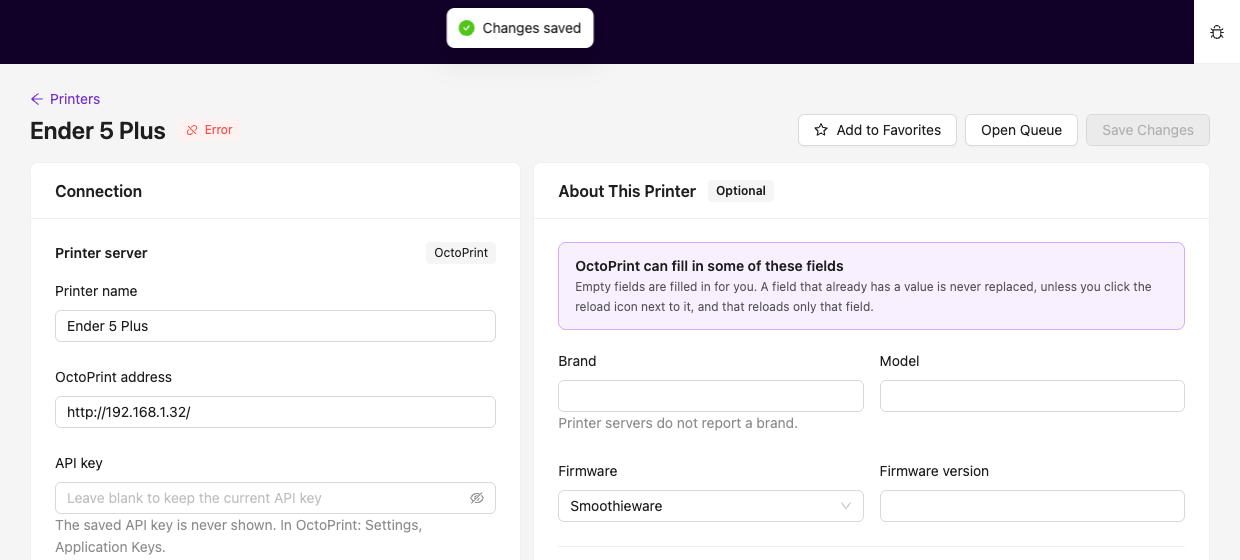 Changes saved
Printers
Ender 5 Plus
Error
Add to Favorites
Open Queue
Save Changes
Connection
Printer server
OctoPrint
Printer name
Ender 5 Plus
OctoPrint address
http://192.168.1.32/
API key
Leave blank to keep the current API key
The saved API key is never shown. In OctoPrint: Settings,
Application Keys.
About This Printer
Optional
OctoPrint can fill in some of these fields
Empty fields are filled in for you. A field that already has a value is never replaced, unless you click the
reload icon next to it, and that reloads only that field.
Brand
Model
Printer servers do not report a brand.
Firmware
Firmware version
Smoothieware